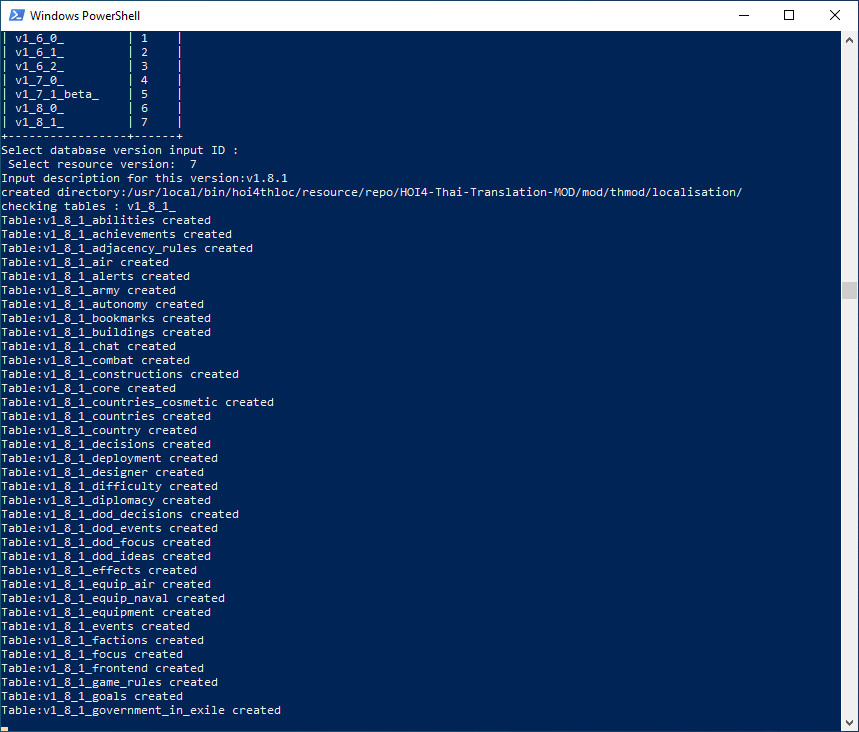 Windows PowerShell
| v1_6_0_ | 1 |
| v1_6_1_ | 2 |
| v1_6_2_ | 3 |
| v1_7_0_ | 4 |
| v1_7_1_beta_ | 5 |
| v1_8_0_ | 6 |
| v1_8_1_ | 7 |
+-----------------+------+
Select database version input ID :
Select resource version: 7
Input description for this version:v1.8.1
created directory:/usr/local/bin/hoi4thloc/resource/repo/HOI4-Thai-Translation-MOD/mod/thmod/localisation/
checking tables : v1_8_1_
Table:v1_8_1_abilities created
Table:v1_8_1_achievements created
Table:v1_8_1_adjacency_rules created
Table:v1_8_1_air created
Table:v1_8_1_alerts created
Table:v1_8_1_army created
Table:v1_8_1_autonomy created
Table:v1_8_1_bookmarks created
Table:v1_8_1_buildings created
Table:v1_8_1_chat created
Table:v1_8_1_combat created
Table:v1_8_1_constructions created
Table:v1_8_1_core created
Table:v1_8_1_countries_cosmetic created
Table:v1_8_1_countries created
Table:v1_8_1_country created
Table:v1_8_1_decisions created
Table:v1_8_1_deployment created
Table:v1_8_1_designer created
Table:v1_8_1_difficulty created
Table:v1_8_1_diplomacy created
Table:v1_8_1_dod_decisions created
Table:v1_8_1_dod_events created
Table:v1_8_1_dod_focus created
Table:v1_8_1_dod_ideas created
Table:v1_8_1_effects created
Table:v1_8_1_equip_air created
Table:v1_8_1_equip_naval created
Table:v1_8_1_equipment created
Table:v1_8_1_events created
Table:v1_8_1_factions created
Table:v1_8_1_focus created
Table:v1_8_1_frontend created
Table:v1_8_1_game_rules created
Table:v1_8_1_goals created
Table:v1_8_1_government_in_exile created